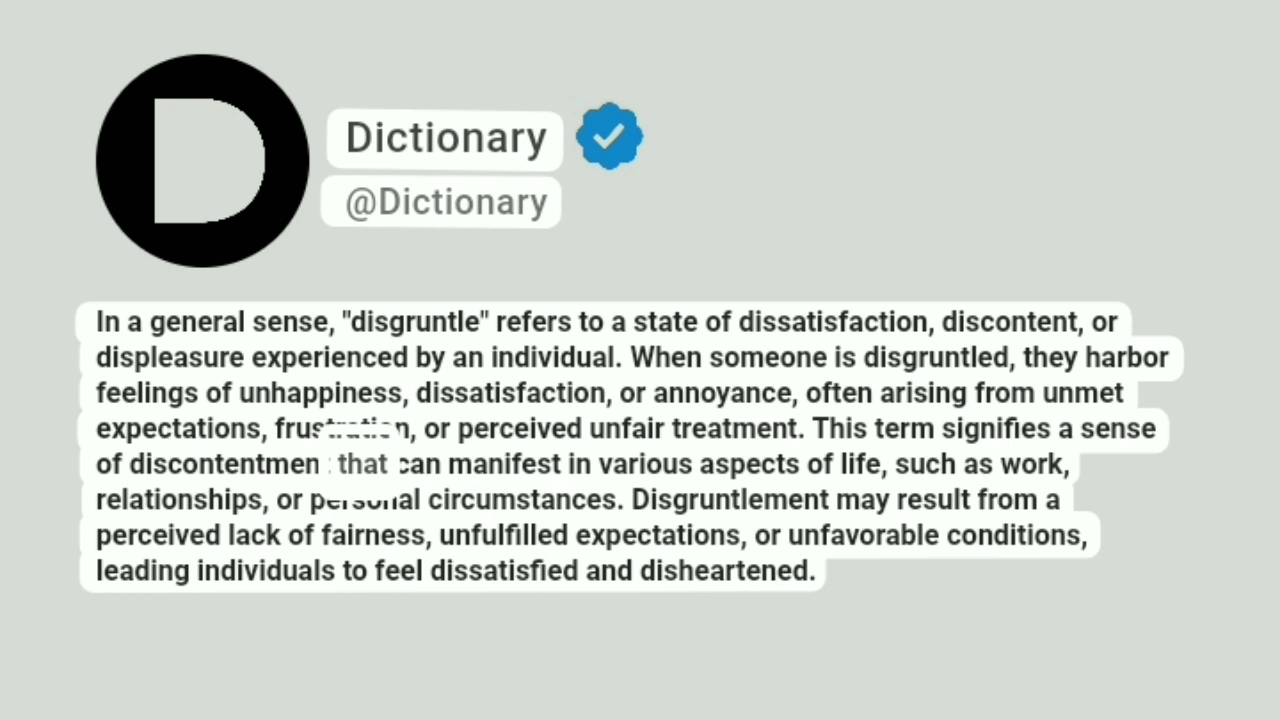 D
Dictionary
@Dictionary
In a general sense, "disgruntle" refers to a state of dissatisfaction, discontent, or
displeasure experienced by an individual. When someone is disgruntled, they harbor
feelings of unhappiness, dissatisfaction, or annoyance, often arising from unmet
expectations, frustration, or perceived unfair treatment. This term signifies a sense
of discontentmen that can manifest in various aspects of life, such as work,
relationships, or personal circumstances. Disgruntlement may result from a
perceived lack of fairness, unfulfilled expectations, or unfavorable conditions,
leading individuals to feel dissatisfied and disheartened.